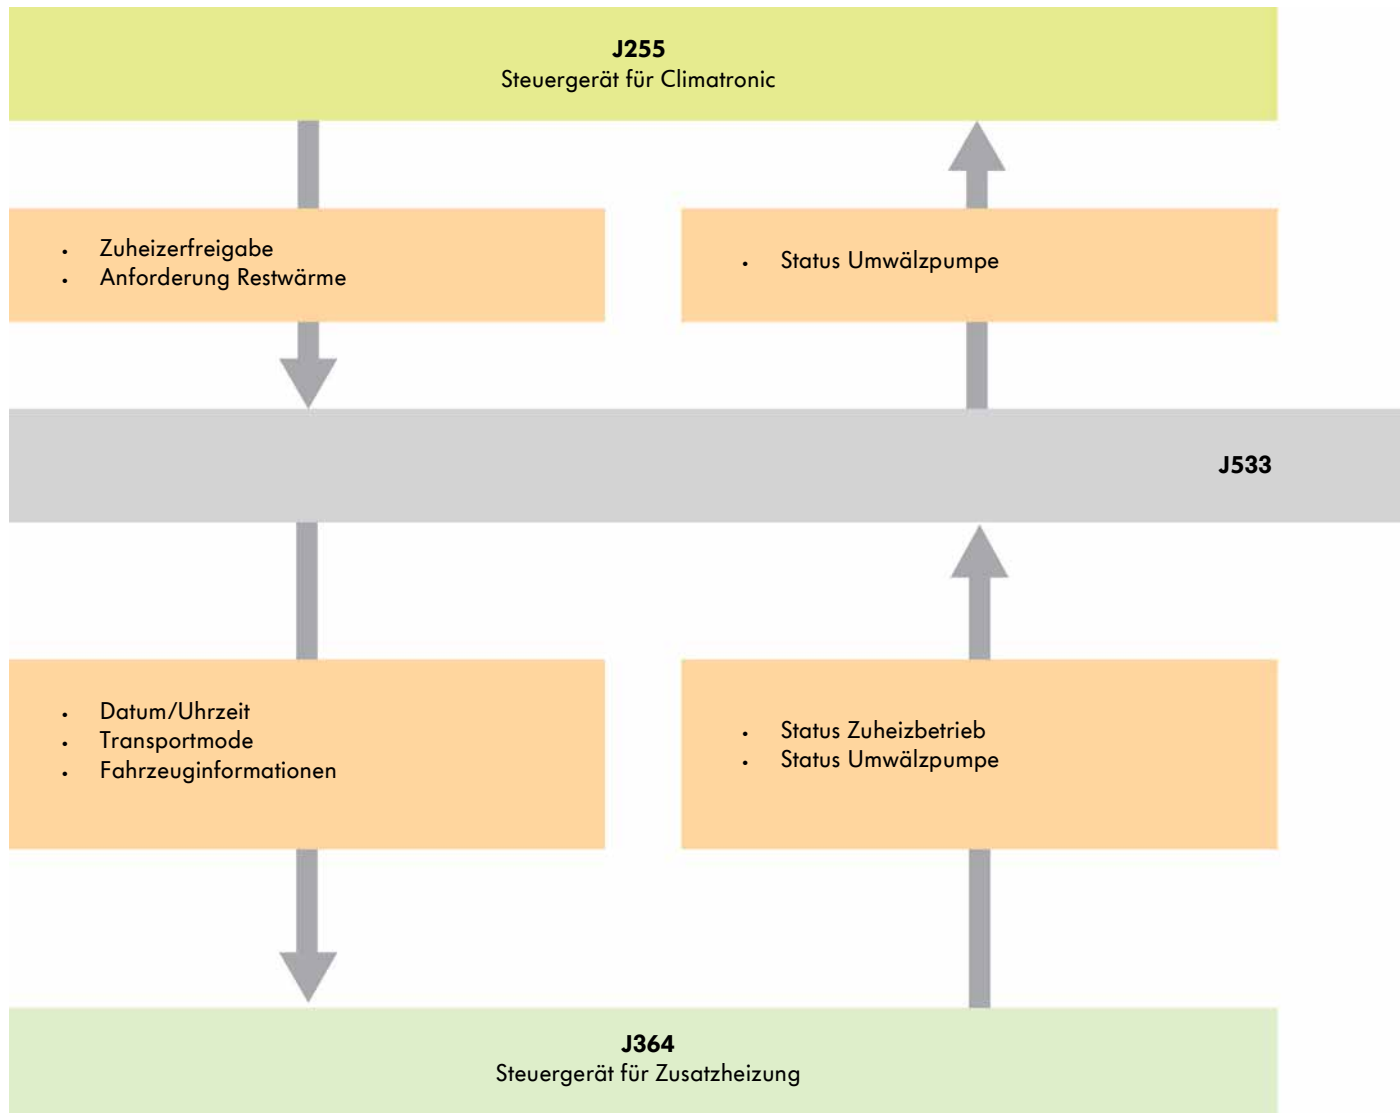 J255
Steuergerät für Climatronic
• Zuheizerfreigabe
• Anforderung Restwärme
• Status Umwälzpumpe
J533
• Datum/Uhrzeit
• Transportmode
• Fahrzeuginformationen
• Status Zuheizbetrieb
• Status Umwälzpumpe
J364
Steuergerät für Zusatzheizung